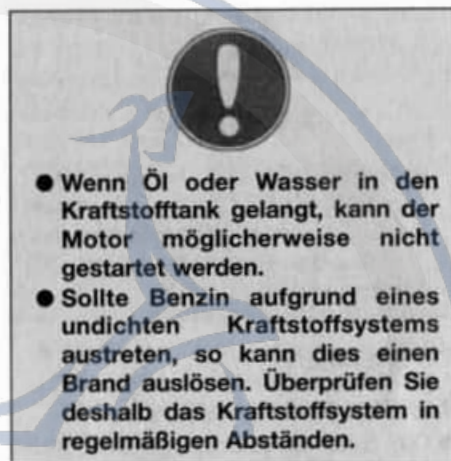 ● Wenn Öl oder Wasser in den
Kraftstofftank gelangt, kann der
Motor möglicherweise nicht
gestartet werden.
● Sollte Benzin aufgrund eines
undichten Kraftstoffsystems
austreten, so kann dies einen
Brand auslösen. Überprüfen Sie
deshalb das Kraftstoffsystem in
regelmäßigen Abständen.